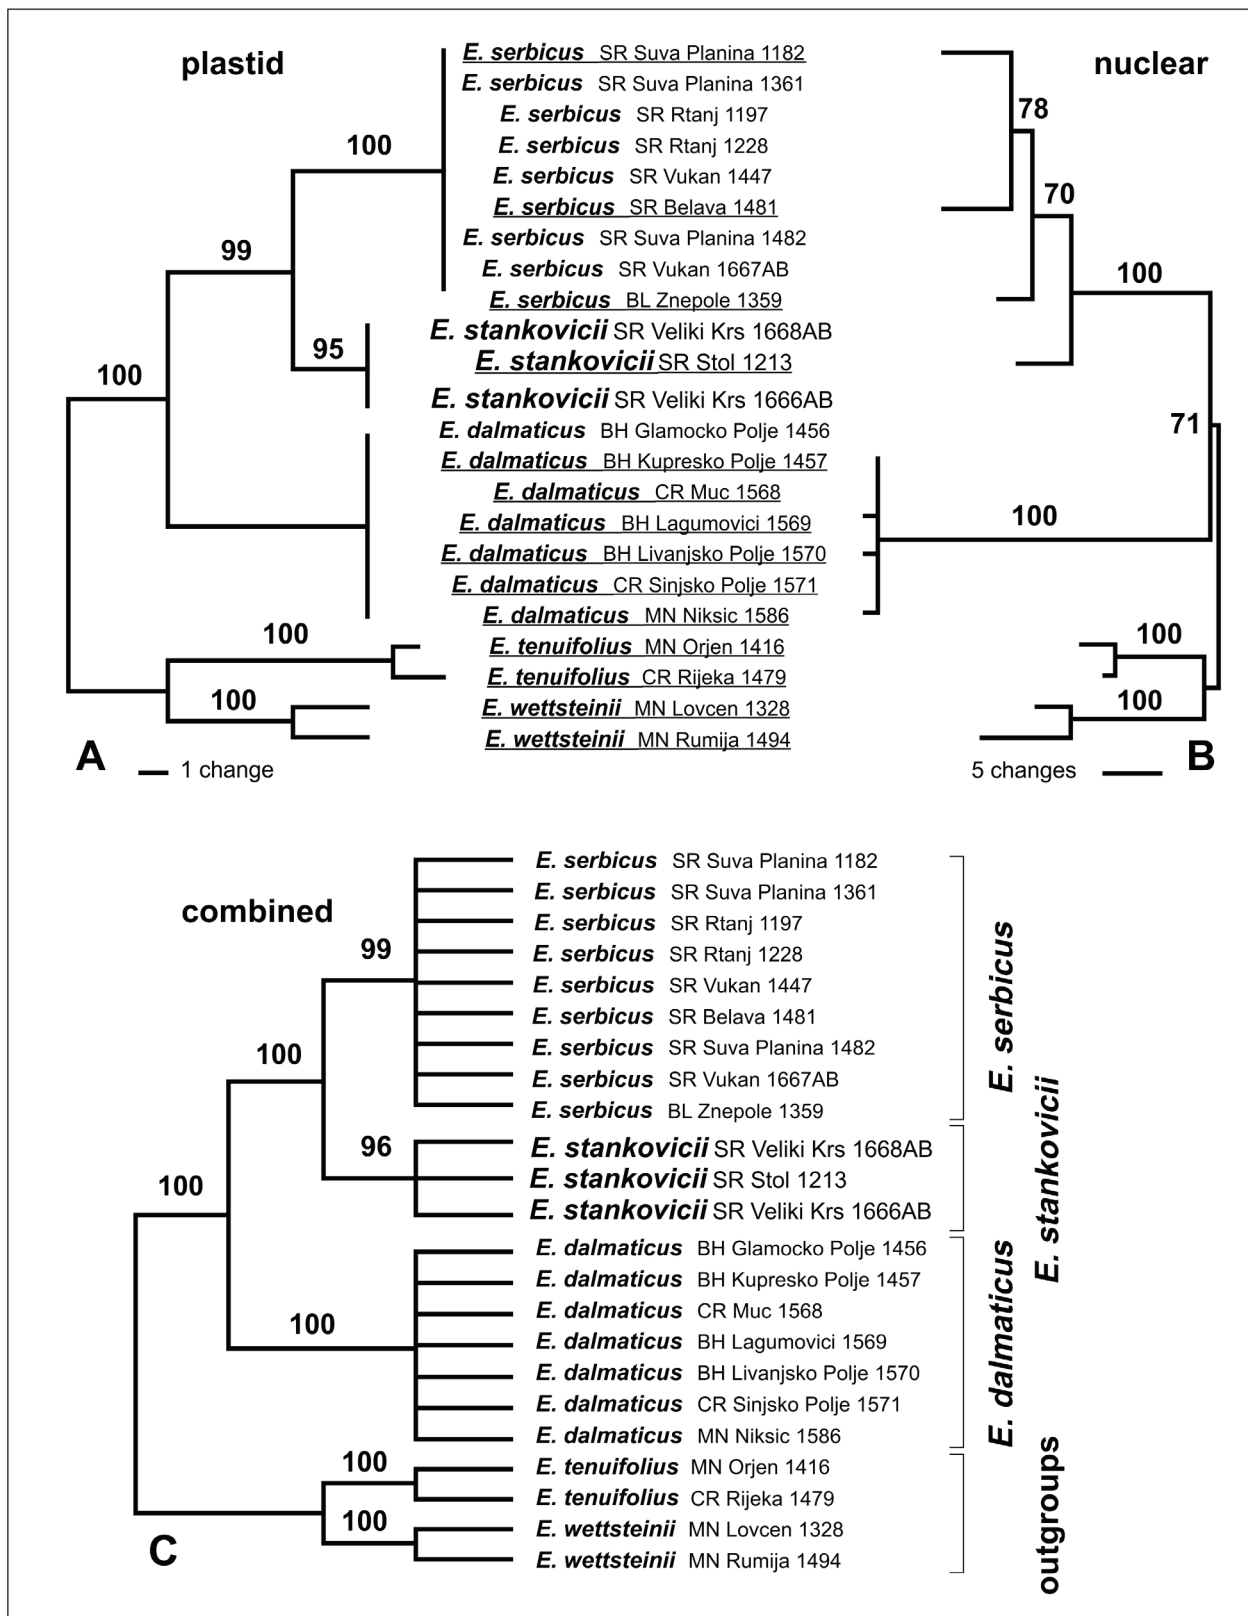 plastid
nuclear
E. serbicus SR Suva Planina 1182
E. serbicus SR Suva Planina 1361
E. serbicus SR Rtanj 1197
E. serbicus SR Rtanj 1228
E. serbicus SR Vukan 1447
E. serbicus SR Belava 1481
E. serbicus SR Suva Planina 1482
E. serbicus SR Vukan 1667AB
E. serbicus BL Znepole 1359
E. stankovicii SR Veliki Krs 1668AB
E. stankovicii SR Stol 1213
E. stankovicii SR Veliki Krs 1666AB
E. dalmaticus BH Glamocko Polje 1456
E. dalmaticus BH Kupresko Polje 1457
E. dalmaticus CR Muc 1568
E. dalmaticus BH Lagumovici 1569
E. dalmaticus BH Livanjsko Polje 1570
E. dalmaticus CR Sinjsko Polje 1571
E. dalmaticus MN Niksic 1586
E. tenuifolius MN Orjen 1416
E. tenuifolius CR Rijeka 1479
E. wettsteinii MN Lovcen 1328
E. wettsteinii MN Rumija 1494
100
99
95
100
100
100
A
1 change
78
70
100
71
100
100
100
5 changes
B
combined
E. serbicus SR Suva Planina 1182
E. serbicus SR Suva Planina 1361
E. serbicus SR Rtanj 1197
E. serbicus SR Rtanj 1228
E. serbicus SR Vukan 1447
E. serbicus SR Belava 1481
E. serbicus SR Suva Planina 1482
E. serbicus SR Vukan 1667AB
E. serbicus BL Znepole 1359
E. stankovicii SR Veliki Krs 1668AB
E. stankovicii SR Stol 1213
E. stankovicii SR Veliki Krs 1666AB
E. dalmaticus BH Glamocko Polje 1456
E. dalmaticus BH Kupresko Polje 1457
E. dalmaticus CR Muc 1568
E. dalmaticus BH Lagumovici 1569
E. dalmaticus BH Livanjsko Polje 1570
E. dalmaticus CR Sinjsko Polje 1571
E. dalmaticus MN Niksic 1586
E. tenuifolius MN Orjen 1416
E. tenuifolius CR Rijeka 1479
E. wettsteinii MN Lovcen 1328
E. wettsteinii MN Rumija 1494
99
100
96
100
100
100
100
C
E. serbicus
E. stankovicii
E. dalmaticus
outgroups